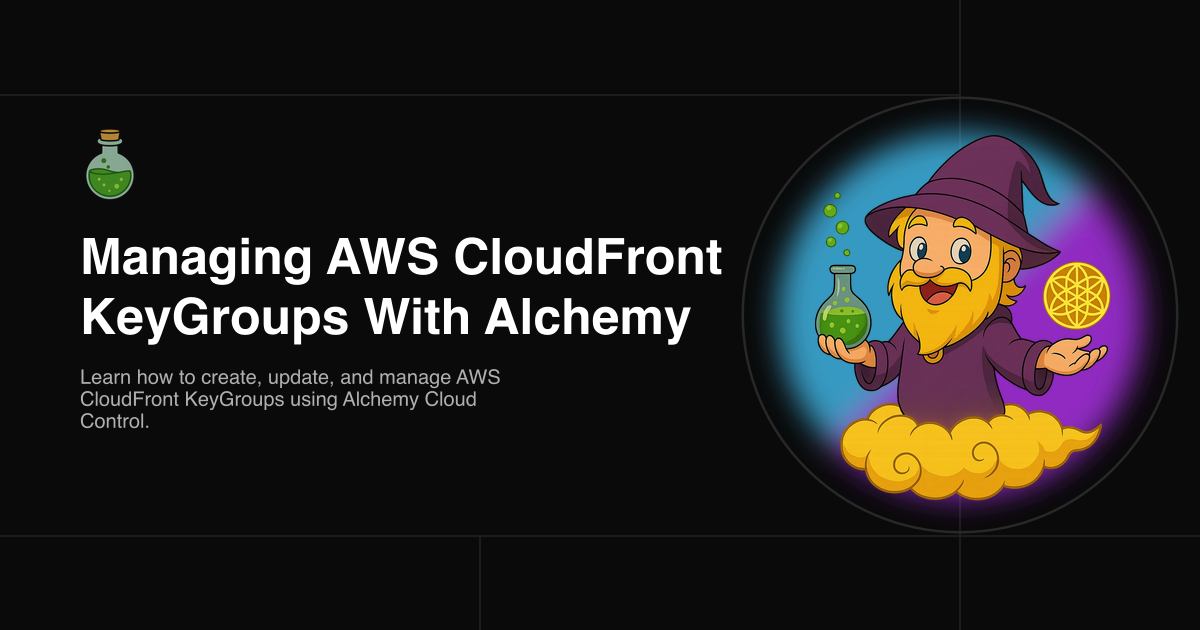 Managing AWS CloudFront
KeyGroups With Alchemy
Learn how to create, update, and manage AWS
CloudFront KeyGroups using Alchemy Cloud
Control.